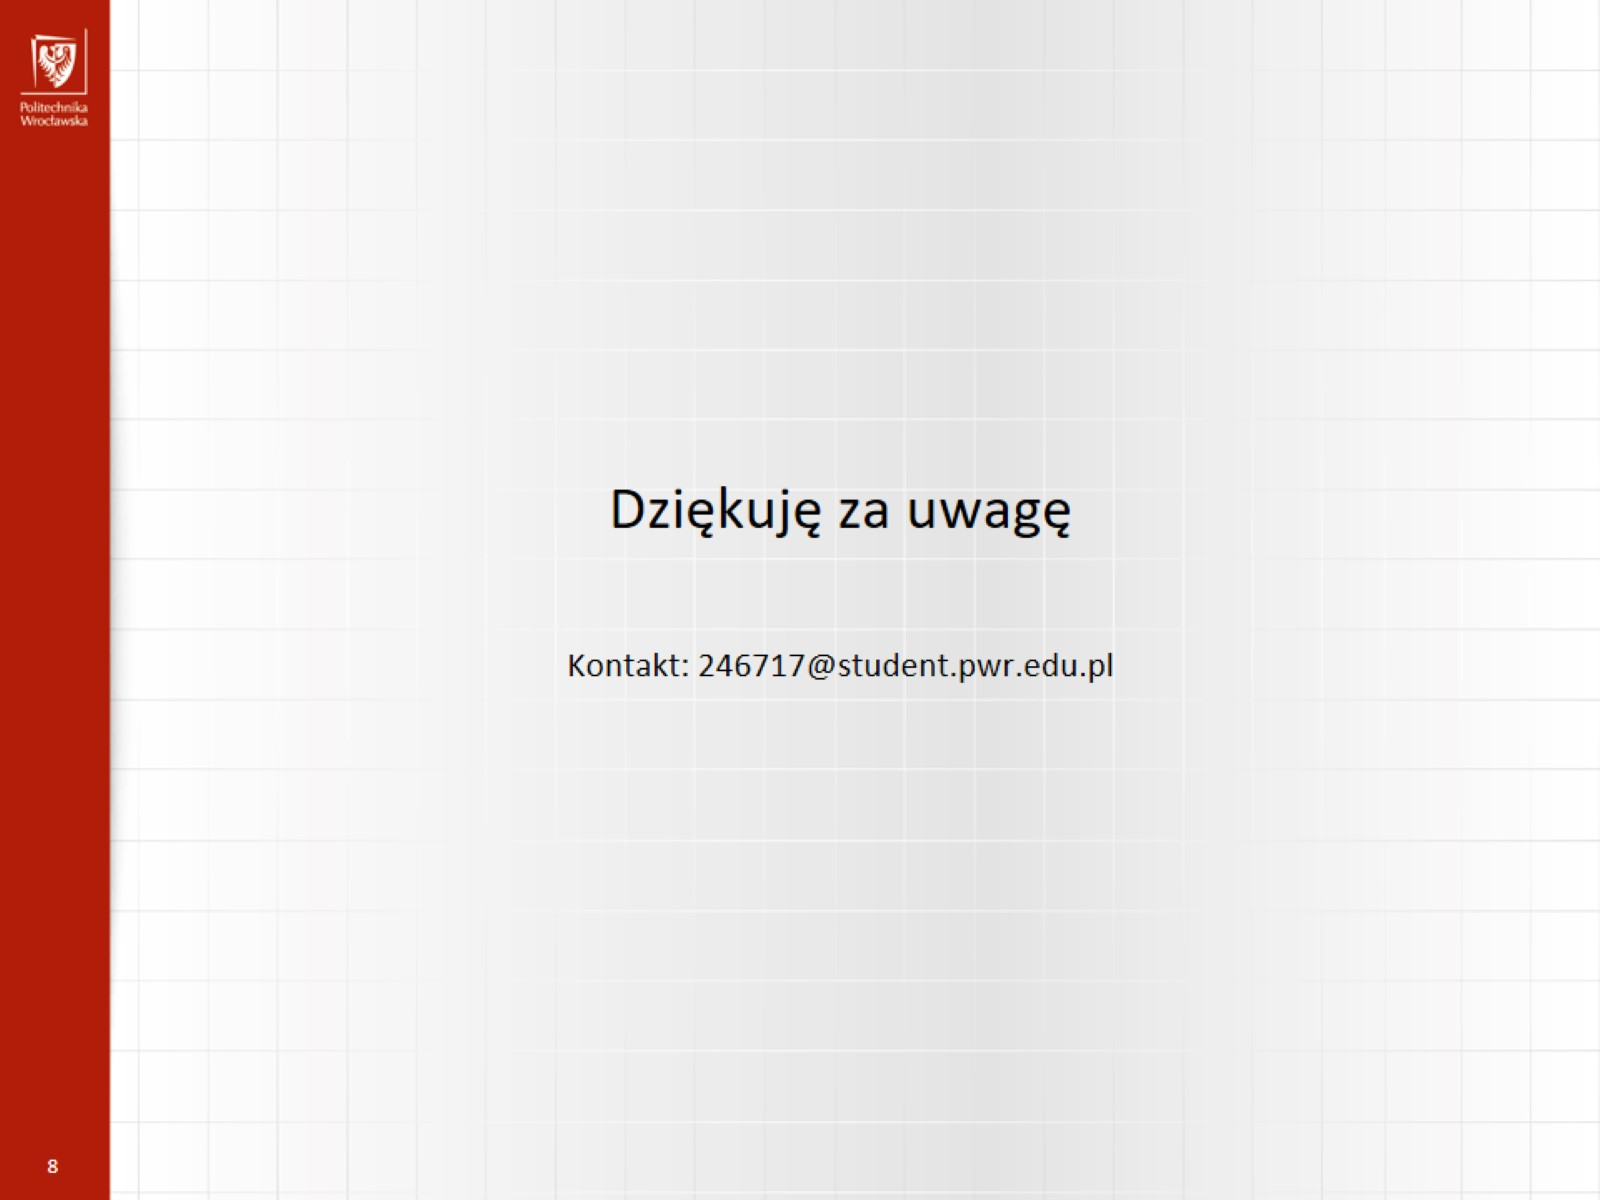 Politechnika
Wrocławska
Dziękuję za uwagę
Kontakt: 246717@student.pwr.edu.pl
8